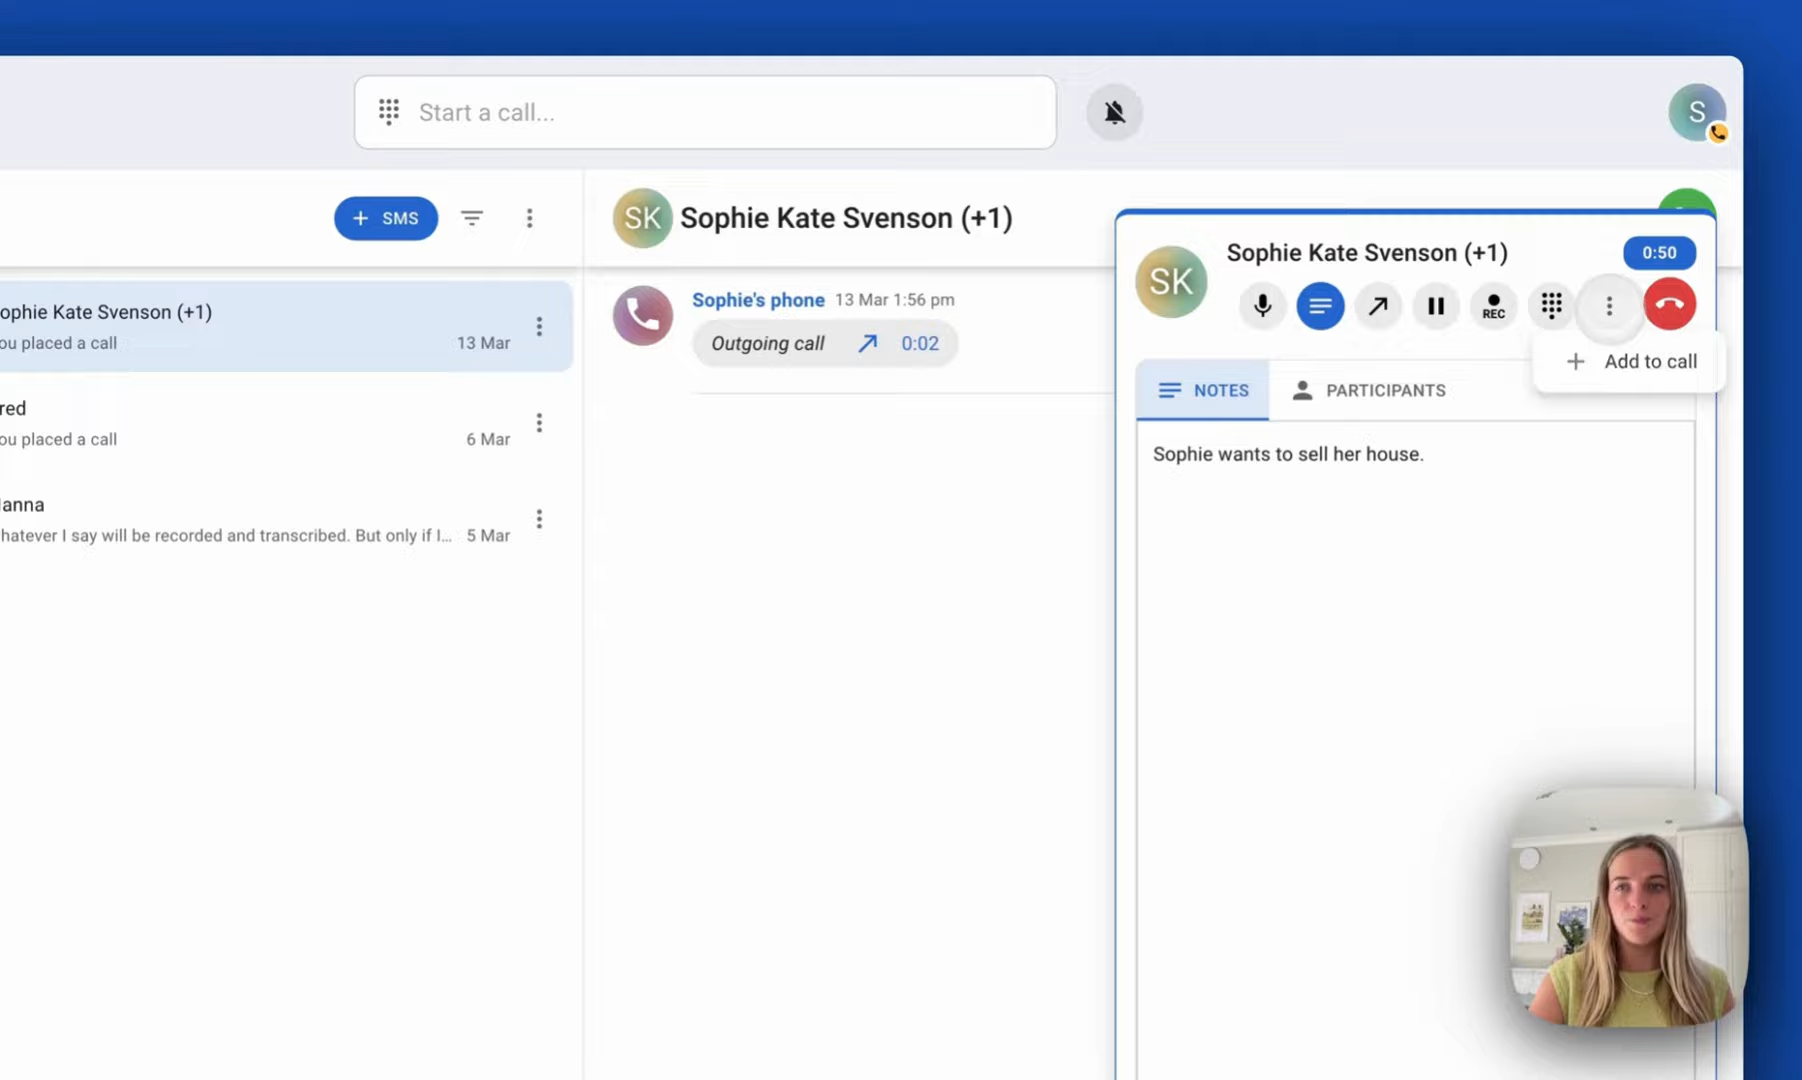 Start a call...
S
+ SMS
SK Sophie Kate Svenson (+1)
ophie Kate Svenson (+1)
ou placed a call 13 Mar
red
ou placed a call 6 Mar
anna
hatever I say will be recorded and transcribed. But only if I... 5 Mar
Sophie's phone 13 Mar 1:56 pm
Outgoing call 0:02
SK Sophie Kate Svenson (+1) 0:50
REC
+ Add to call
NOTES PARTICIPANTS
Sophie wants to sell her house.